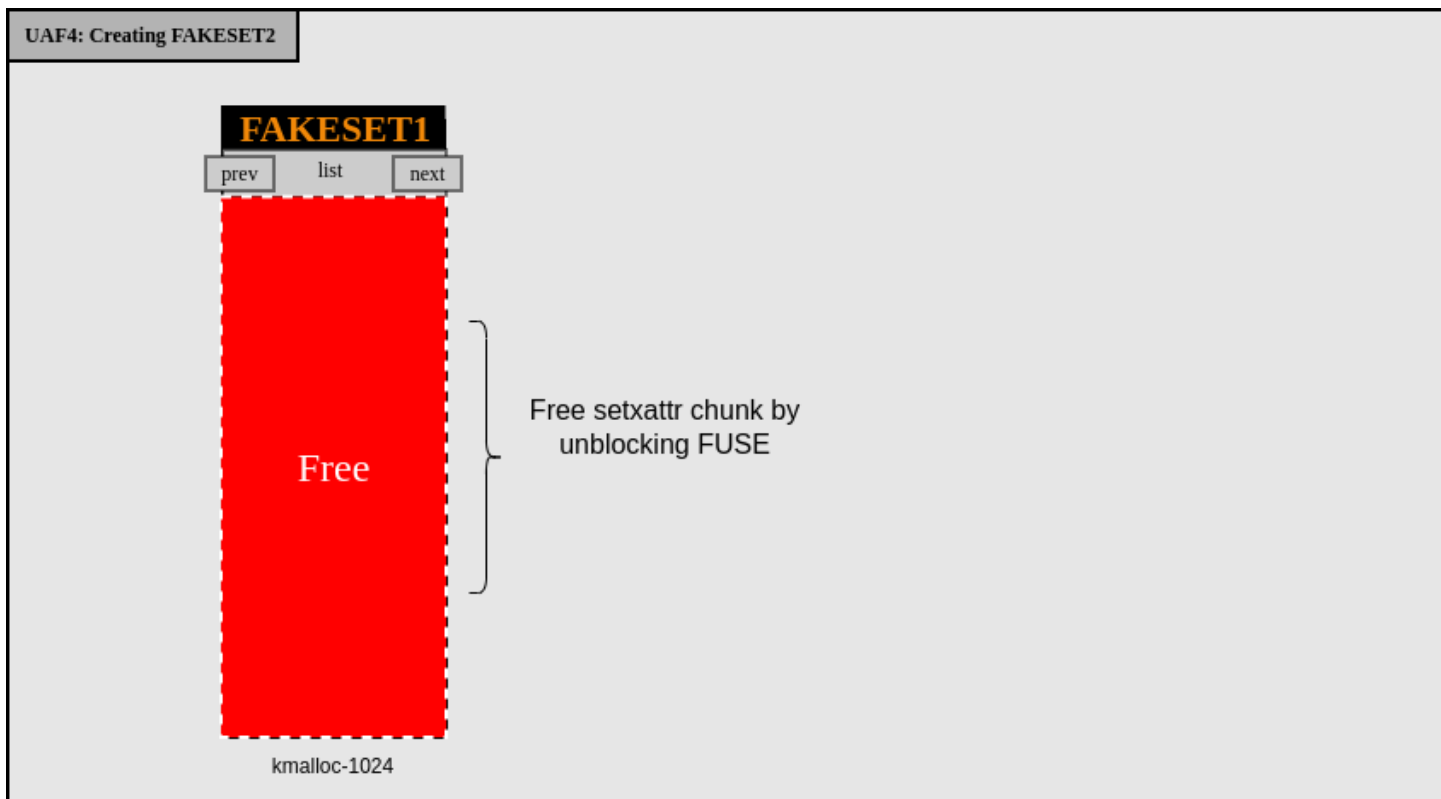 UAF4: Creating FAKESET2
FAKESET1
prev list next
Free setxattr chunk by
unblocking FUSE
Free
kmalloc-1024